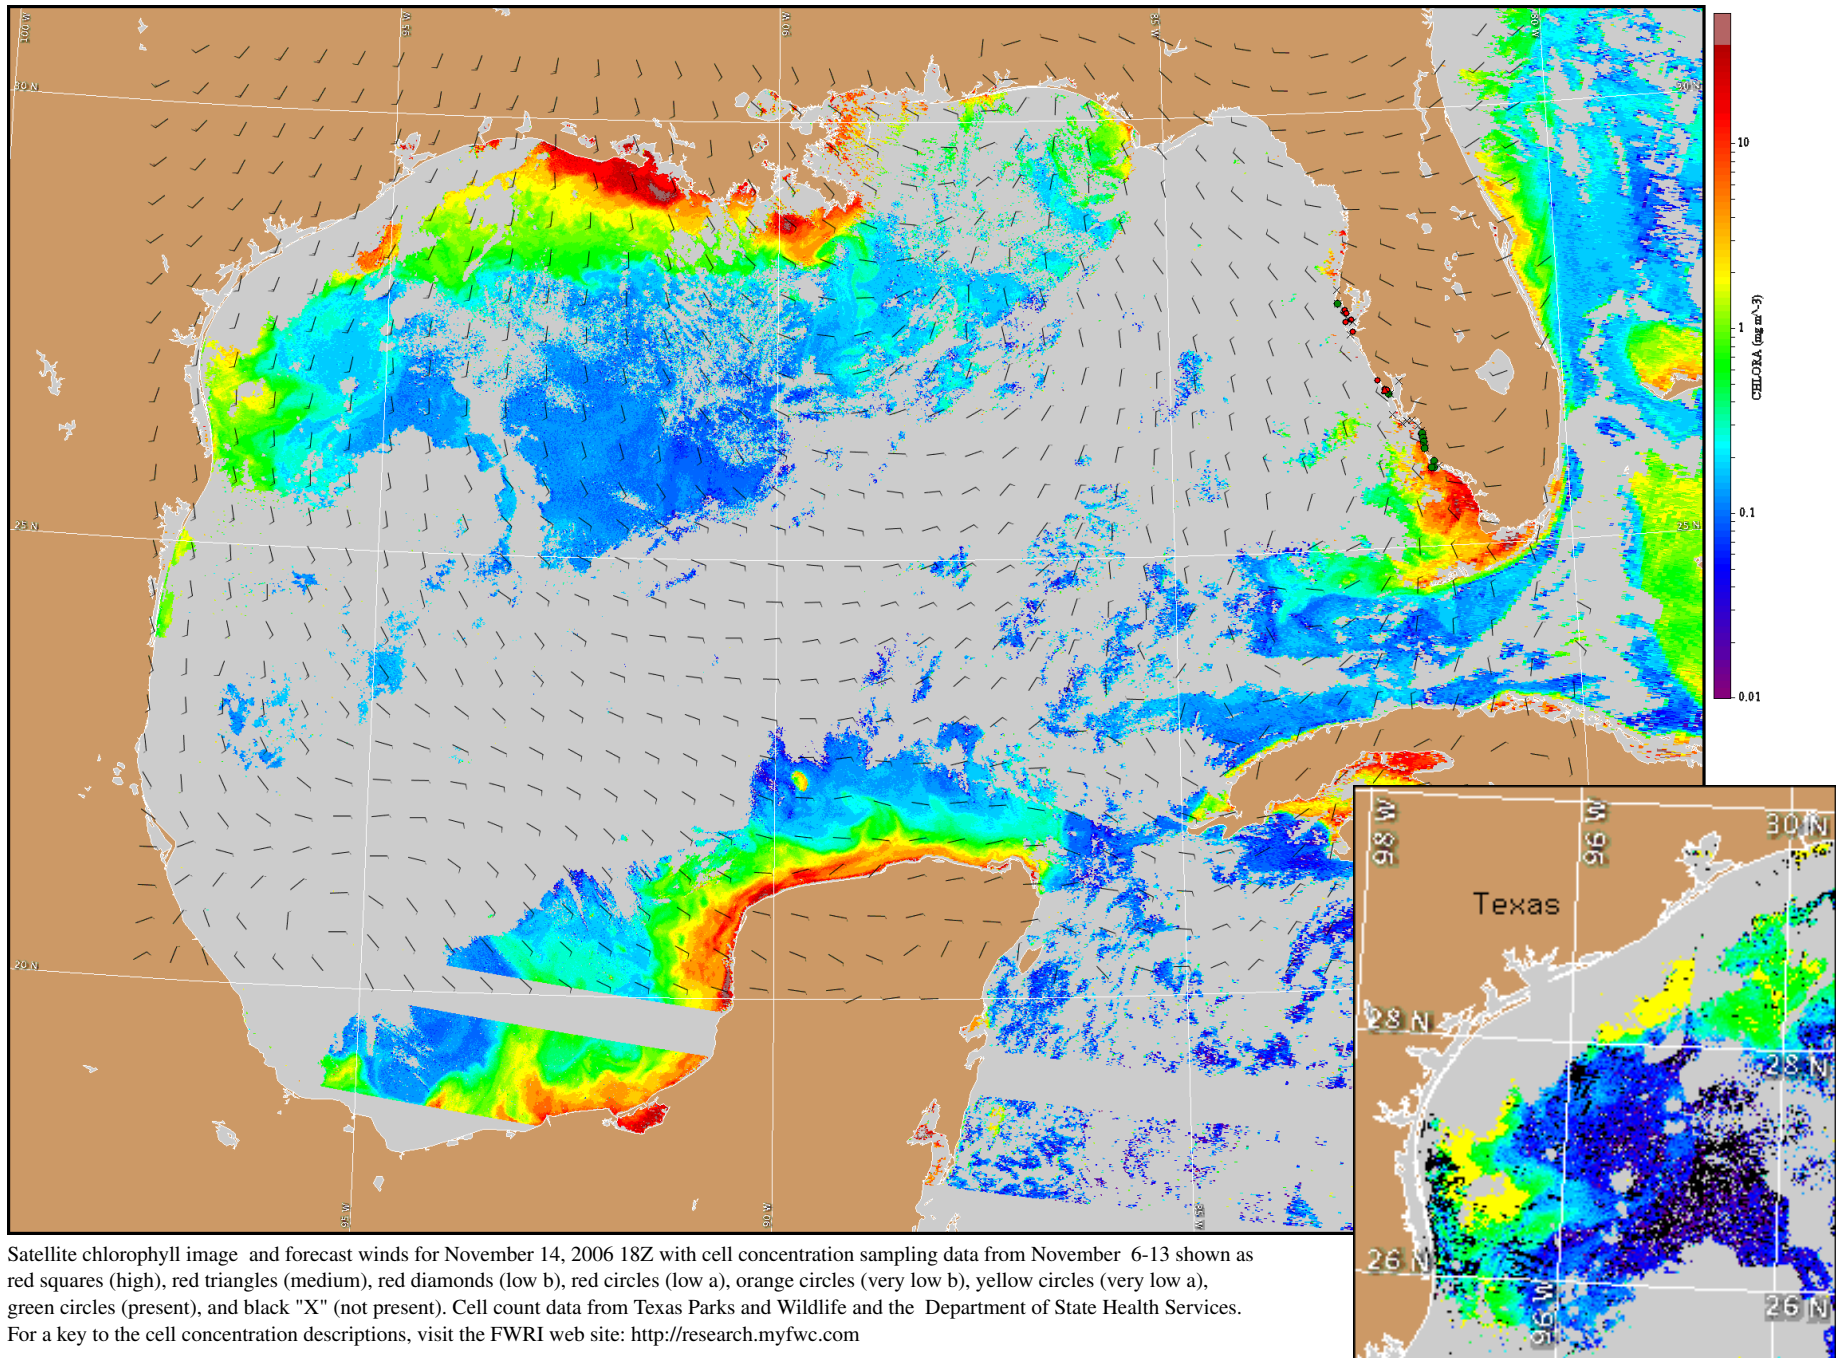 100 W
95 W
90 W
85 W
80 W
30 N
30 N
25 N
25 N
20 N
95 W
90 W
85 W
10
1
0.1
0.01
CHLORA (mg m^-3)
98 W
96 W
30 N
Texas
28 N
28 N
26 N
26 N
96 W
Satellite chlorophyll image and forecast winds for November 14, 2006 18Z with cell concentration sampling data from November 6-13 shown as
red squares (high), red triangles (medium), red diamonds (low b), red circles (low a), orange circles (very low b), yellow circles (very low a),
green circles (present), and black "X" (not present). Cell count data from Texas Parks and Wildlife and the Department of State Health Services.
For a key to the cell concentration descriptions, visit the FWRI web site: http://research.myfwc.com